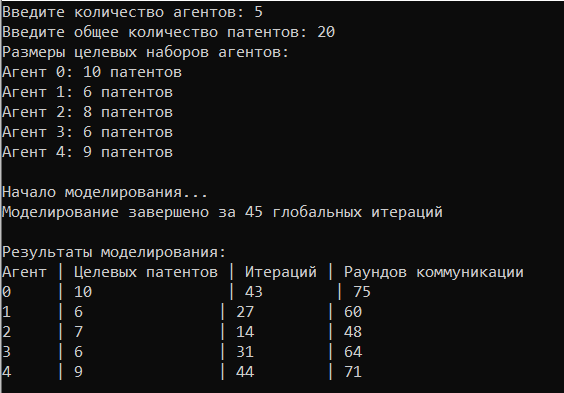 Введите количество агентов: 5
Введите общее количество патентов: 20
Размеры целевых наборов агентов:
Агент 0: 10 патентов
Агент 1: 6 патентов
Агент 2: 8 патентов
Агент 3: 6 патентов
Агент 4: 9 патентов
Начало моделирования...
Моделирование завершено за 45 глобальных итераций
Результаты моделирования:
Агент | Целевых патентов | Итераций | Раундов коммуникации
0 | 10 | 43 | 75
1 | 6 | 27 | 60
2 | 7 | 14 | 48
3 | 6 | 31 | 64
4 | 9 | 44 | 71